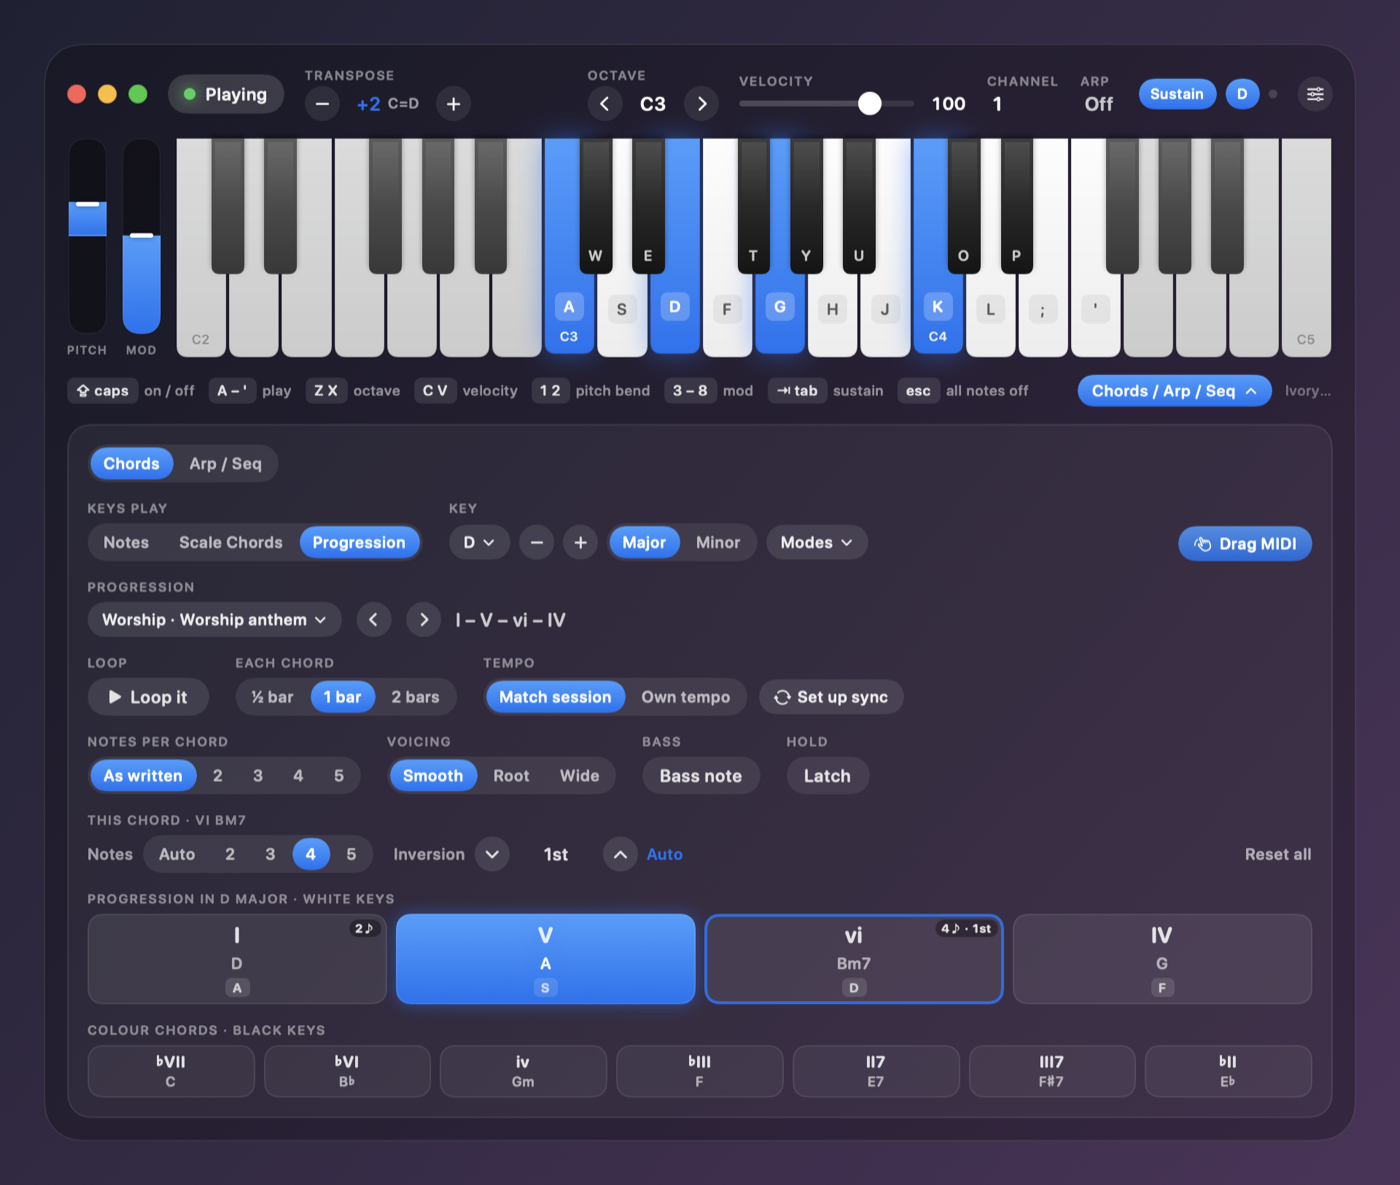 Playing
TRANSPOSE
+2 C=D
OCTAVE
C3
VELOCITY
100
CHANNEL
1
ARP
Off
Sustain
D
W E T Y U O P
A S D F G H J K L ; '
C2 C3 C4 C5
PITCH MOD
caps on / off A – ' play Z X octave C V velocity 1 2 pitch bend 3 – 8 mod tab sustain esc all notes off
Chords / Arp / Seq
Ivory...
Chords Arp / Seq
KEYS PLAY
Notes Scale Chords Progression
KEY
D − + Major Minor Modes
Drag MIDI
PROGRESSION
Worship · Worship anthem
I – V – vi – IV
LOOP
Loop it
EACH CHORD
½ bar 1 bar 2 bars
TEMPO
Match session Own tempo
Set up sync
NOTES PER CHORD
As written 2 3 4 5
VOICING
Smooth Root Wide
BASS
Bass note
HOLD
Latch
THIS CHORD · VI BM7
Notes Auto 2 3 4 5 Inversion 1st Auto
Reset all
PROGRESSION IN D MAJOR · WHITE KEYS
I 2♪
D
A
V
A
S
vi 4♪ · 1st
Bm7
D
IV
G
F
COLOUR CHORDS · BLACK KEYS
♭VII
C
♭VI
B♭
iv
Gm
♭III
F
II7
E7
III7
F#7
♭II
E♭